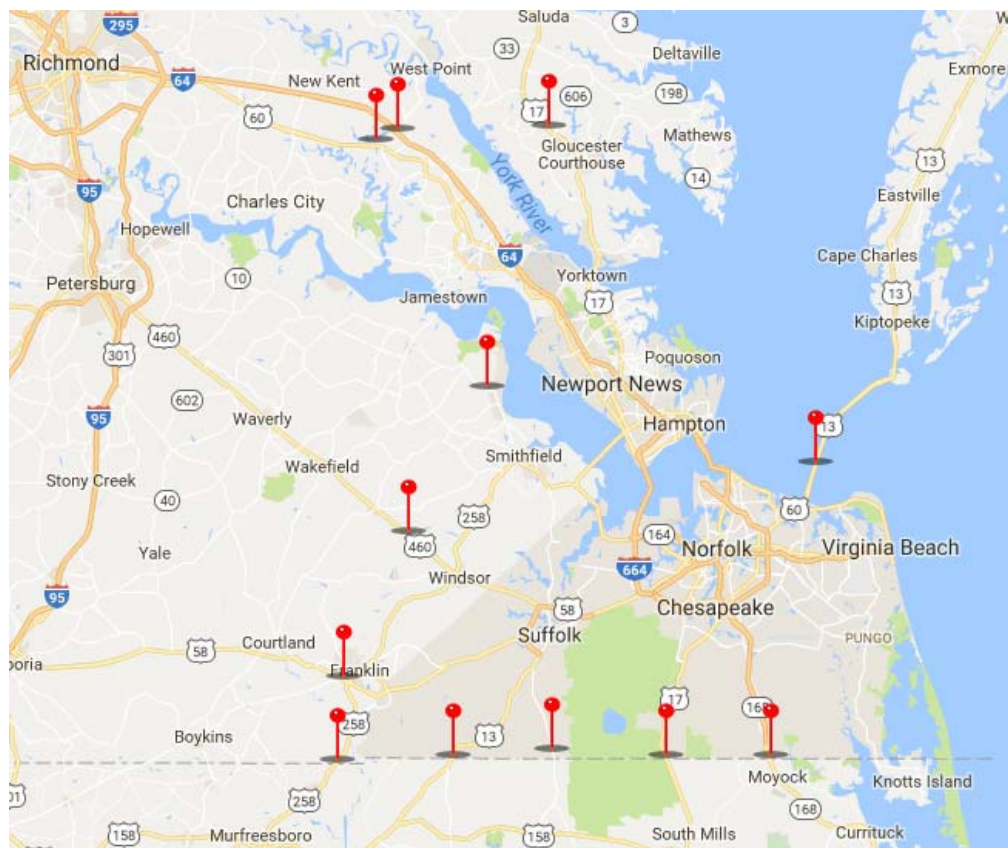 Saluda
3
295
33
Deltaville
W
Richmond
Exmore
64
New Kent
West Point
606
198
17
60
Gloucester
Courthouse
Mathews
13
95
York River
14
Eastville
Charles City
Hopewell
64
Cape Charles
10
Yorktown
Petersburg
Jamestown
17
13
Kiptopeke
460
301
Poquoson
602
Newport News
95
Waverly
Hampton
13
Smithfield
Wakefield
Stony Creek
40
258
60
164
Yale
460
Norfolk
Virginia Beach
664
Windsor
95
58
Chesapeake
Suffolk
PUNGO
Courtland
58
oria
Franklin
17
168
258
Boykins
13
Moyock
Knotts Island
01
258
168
158
Murfreesboro
158
South Mills
Currituck